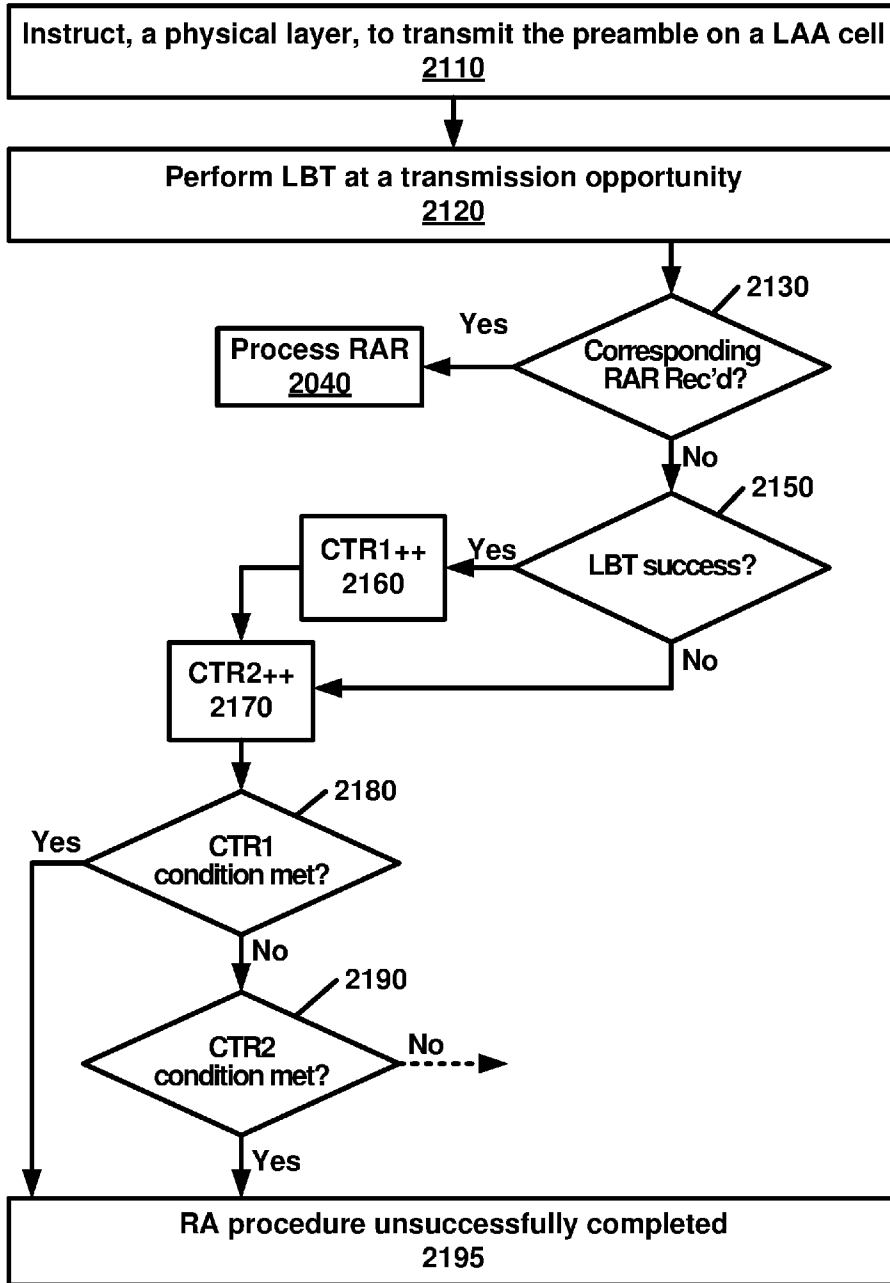 Instruct, a physical layer, to transmit the preamble on a LAA cell
2110
Perform LBT at a transmission opportunity
2120
2130
Yes
Corresponding
RAR Rec'd?
Process RAR
2040
No
2150
LBT success?
Yes
CTR1++
2160
No
CTR2++
2170
2180
Yes
CTR1
condition met?
No
2190
CTR2
condition met?
No
Yes
RA procedure unsuccessfully completed
2195